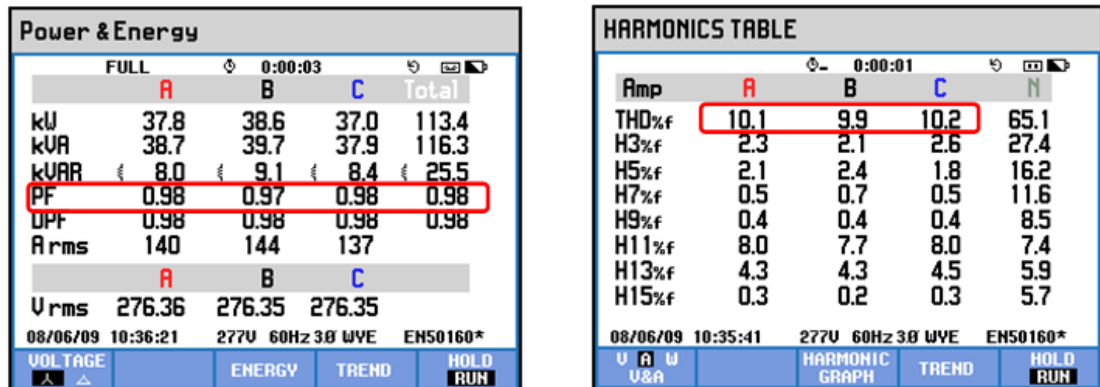 Power & Energy
FULL 0:00:03
A B C Total
kW 37.8 38.6 37.0 113.4
kVA 38.7 39.7 37.9 116.3
kVAR 8.0 9.1 8.4 25.5
PF 0.98 0.97 0.98 0.98
DPF 0.98 0.98 0.98 0.98
A rms 140 144 137
A B C
V rms 276.36 276.35 276.35
08/06/09 10:36:21 277V 60Hz 3Ø WYE EN50160*
VOLTAGE ENERGY TREND HOLD
RUN
HARMONICS TABLE
0:00:01
Amp A B C N
THD%f 10.1 9.9 10.2 65.1
H3%f 2.3 2.1 2.6 27.4
H5%f 2.1 2.4 1.8 16.2
H7%f 0.5 0.7 0.5 11.6
H9%f 0.4 0.4 0.4 8.5
H11%f 8.0 7.7 8.0 7.4
H13%f 4.3 4.3 4.5 5.9
H15%f 0.3 0.2 0.3 5.7
08/06/09 10:35:41 277V 60Hz 3Ø WYE EN50160*
V A W HARMONIC TREND HOLD
V&A GRAPH RUN